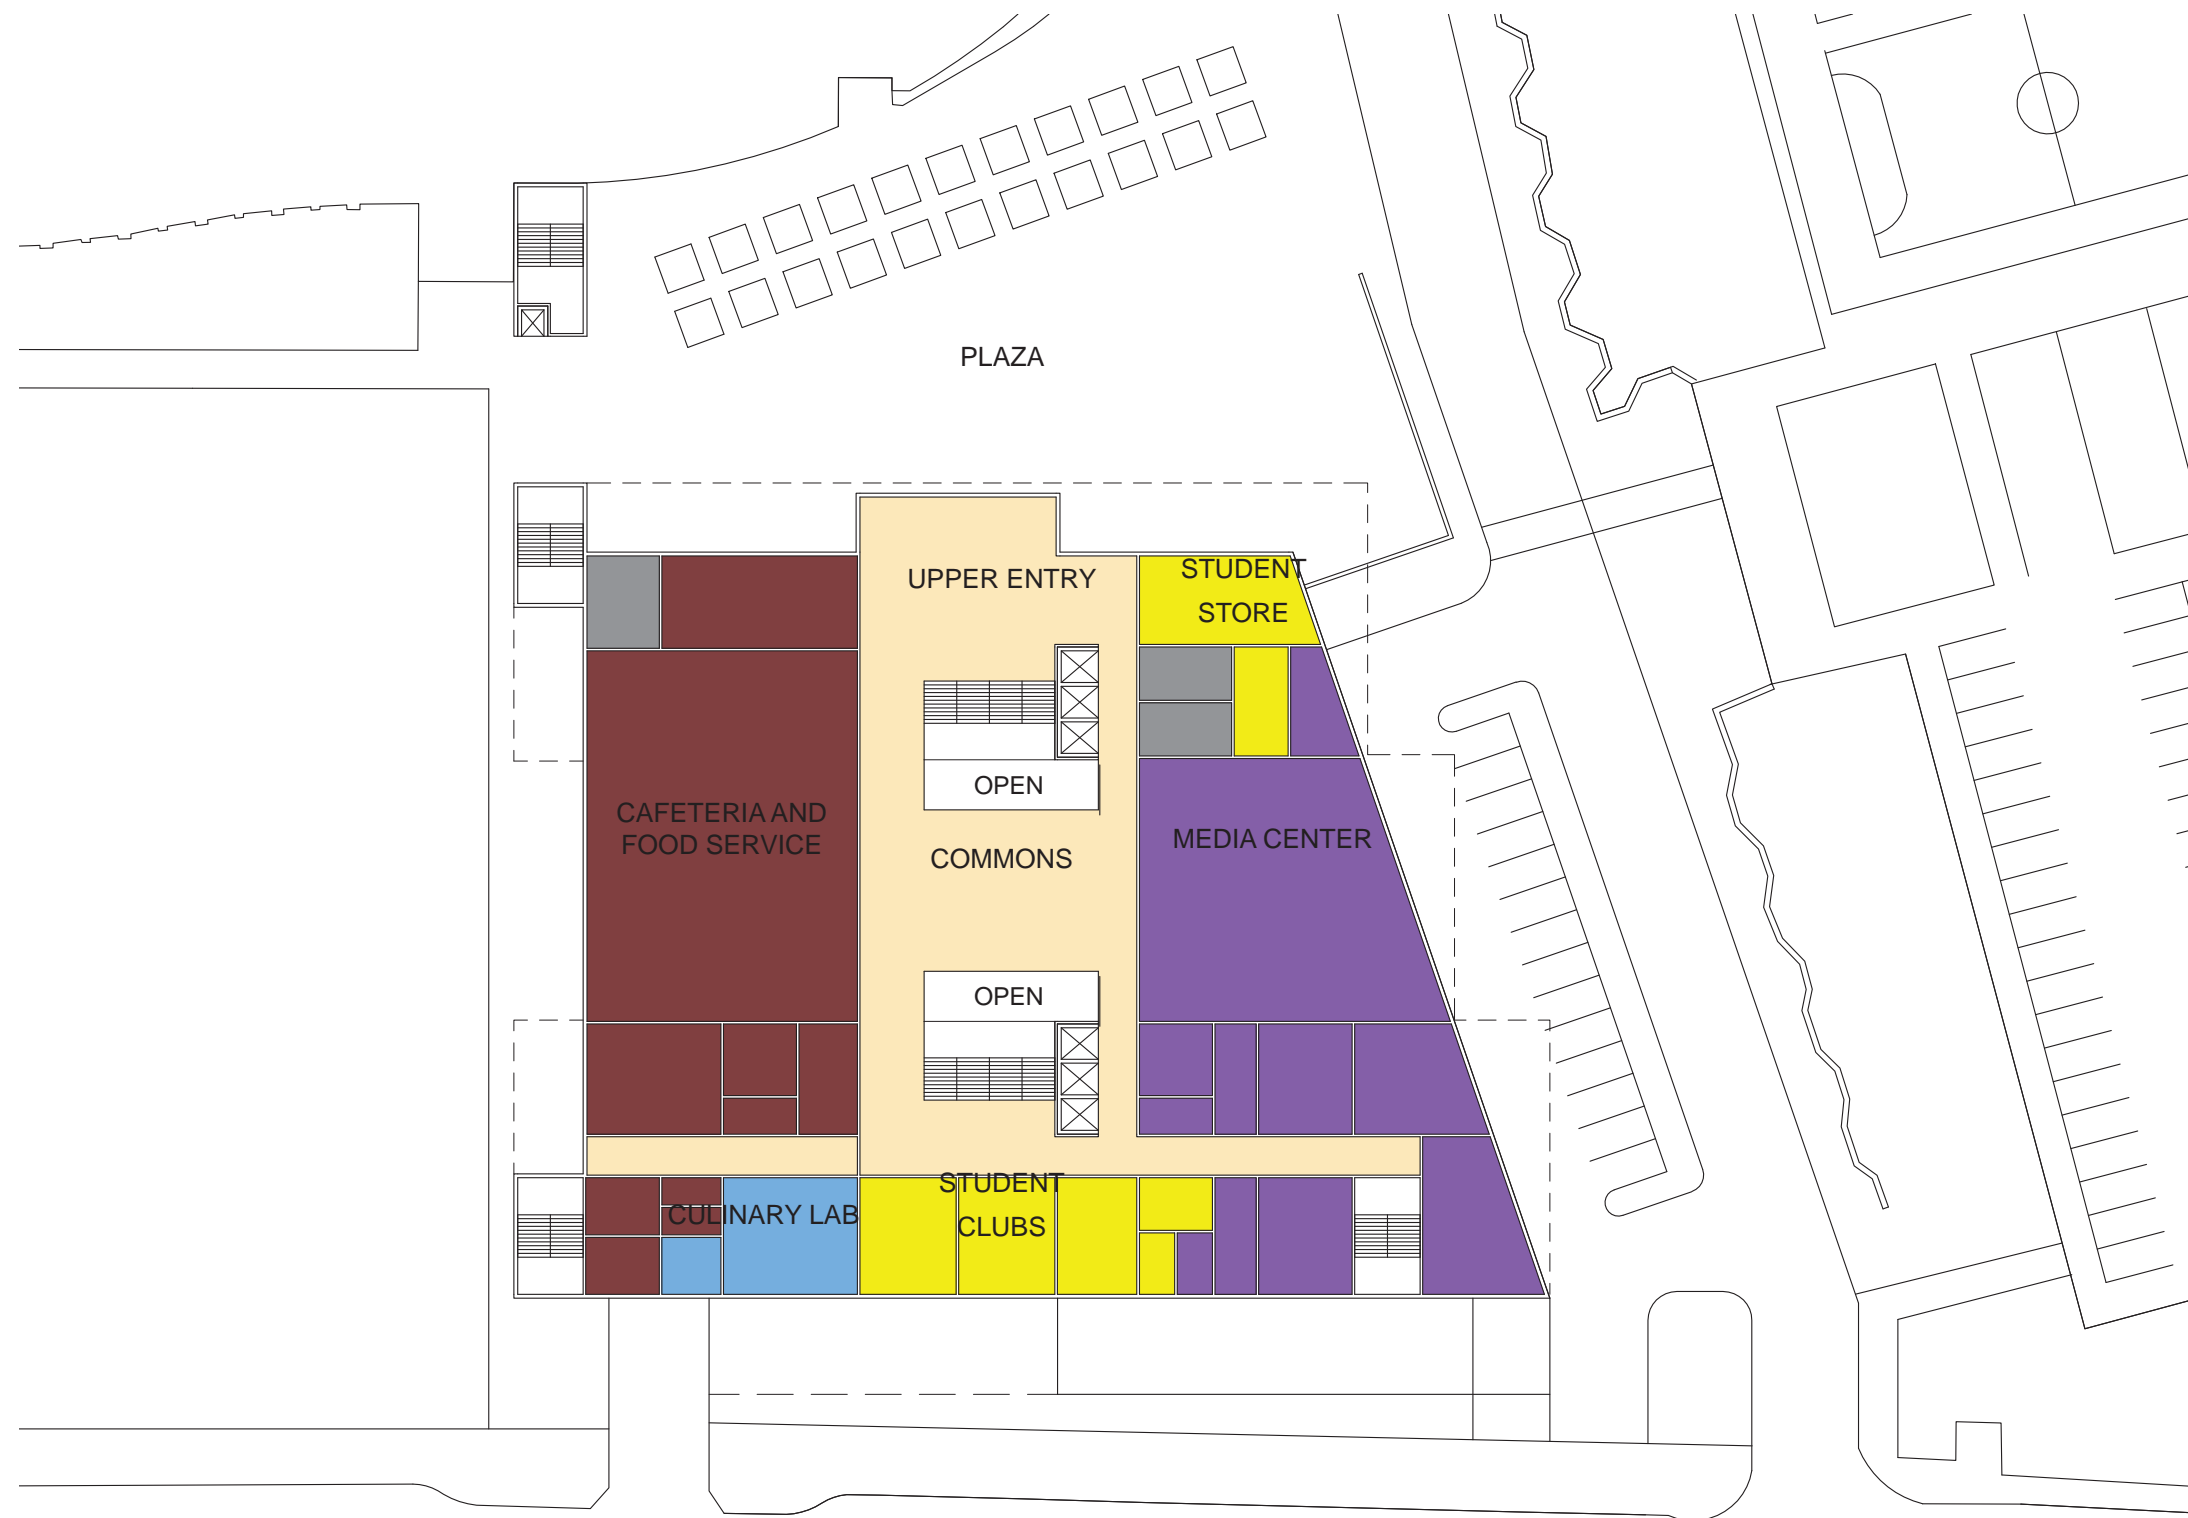 PLAZA
UPPER ENTRY
STUDENT
STORE
OPEN
CAFETERIA AND
FOOD SERVICE
COMMONS
MEDIA CENTER
OPEN
STUDENT
CLUBS
CULINARY LAB